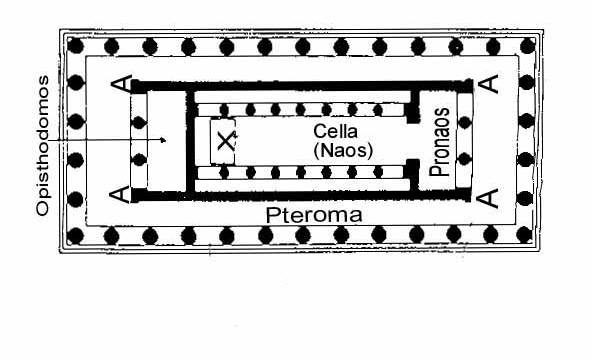 A
A
Opisthodomos
X
Cella
(Naos)
Pronaos
A
A
Pteroma